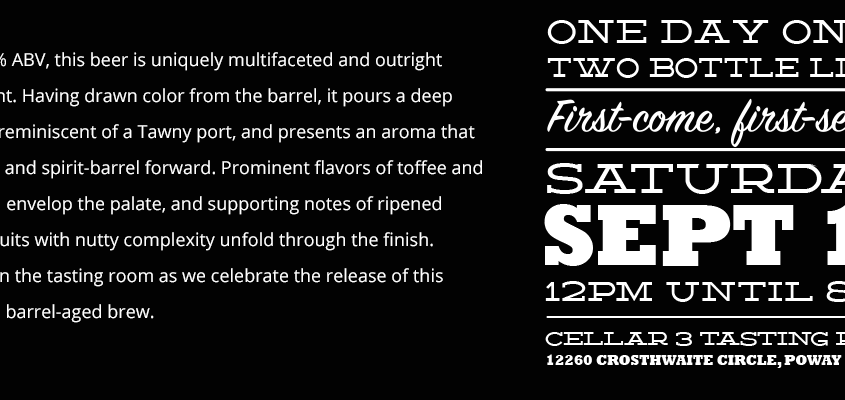 % ABV, this beer is uniquely multifaceted and outright
nt. Having drawn color from the barrel, it pours a deep
reminiscent of a Tawny port, and presents an aroma that
and spirit-barrel forward. Prominent flavors of toffee and
envelop the palate, and supporting notes of ripened
uits with nutty complexity unfold through the finish.
n the tasting room as we celebrate the release of this
barrel-aged brew.
ONE DAY ON
TWO BOTTLE LI
First-come, first-se
SATURDA
SEPT 1
12PM UNTIL 8
CELLAR 3 TASTING
12260 CROSTHWAITE CIRCLE, POWAY